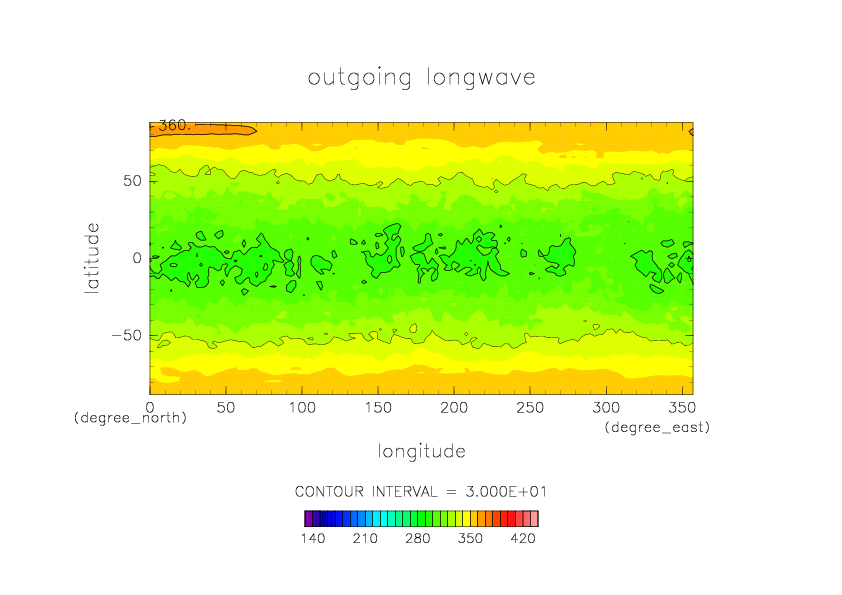 outgoing longwave
360.
50
0
−50
latitude
0 50 100 150 200 250 300 350
(degree_north)
(degree_east)
longitude
CONTOUR INTERVAL = 3.000E+01
140 210 280 350 420